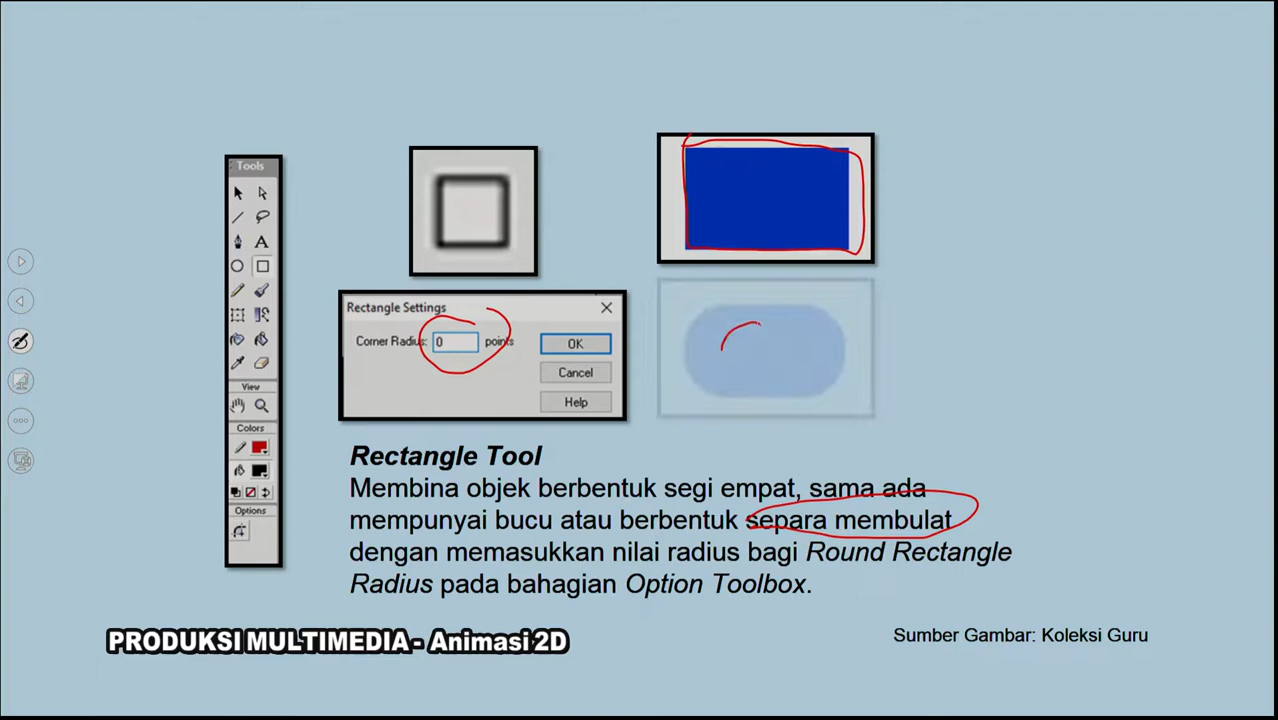 Tools
A
View
Colors
Options
Rectangle Settings
Corner Radius: 0 points
OK
Cancel
Help
Rectangle Tool
Membina objek berbentuk segi empat, sama ada
mempunyai bucu atau berbentuk separa membulat
dengan memasukkan nilai radius bagi Round Rectangle
Radius pada bahagian Option Toolbox.
PRODUKSI MULTIMEDIA - Animasi 2D
Sumber Gambar: Koleksi Guru